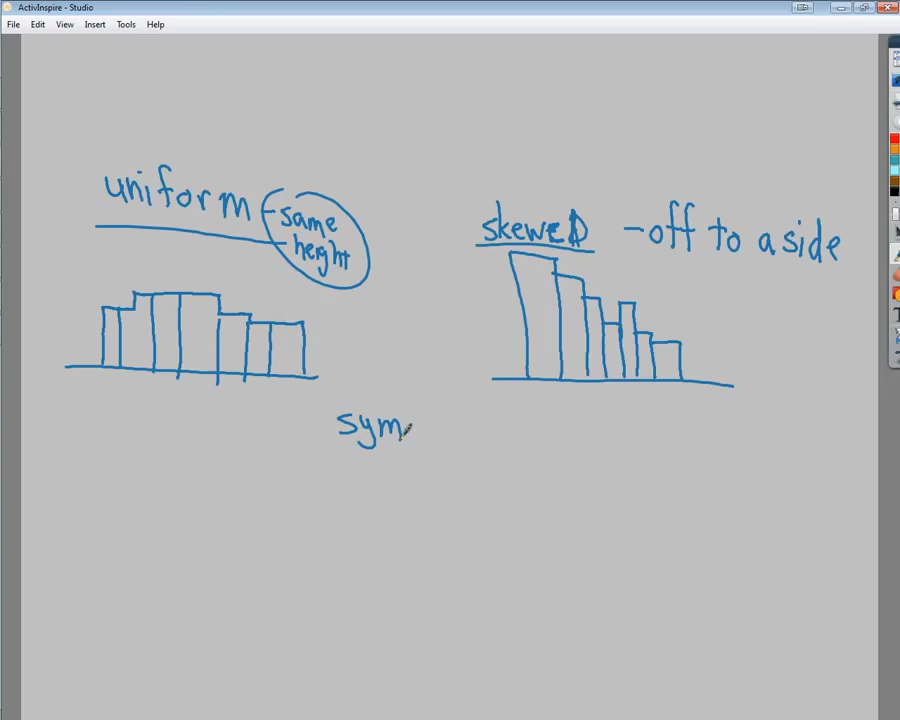 ActivInspire - Studio
File Edit View Insert Tools Help
uniform
- same
height
skeweD - off to a side
sym